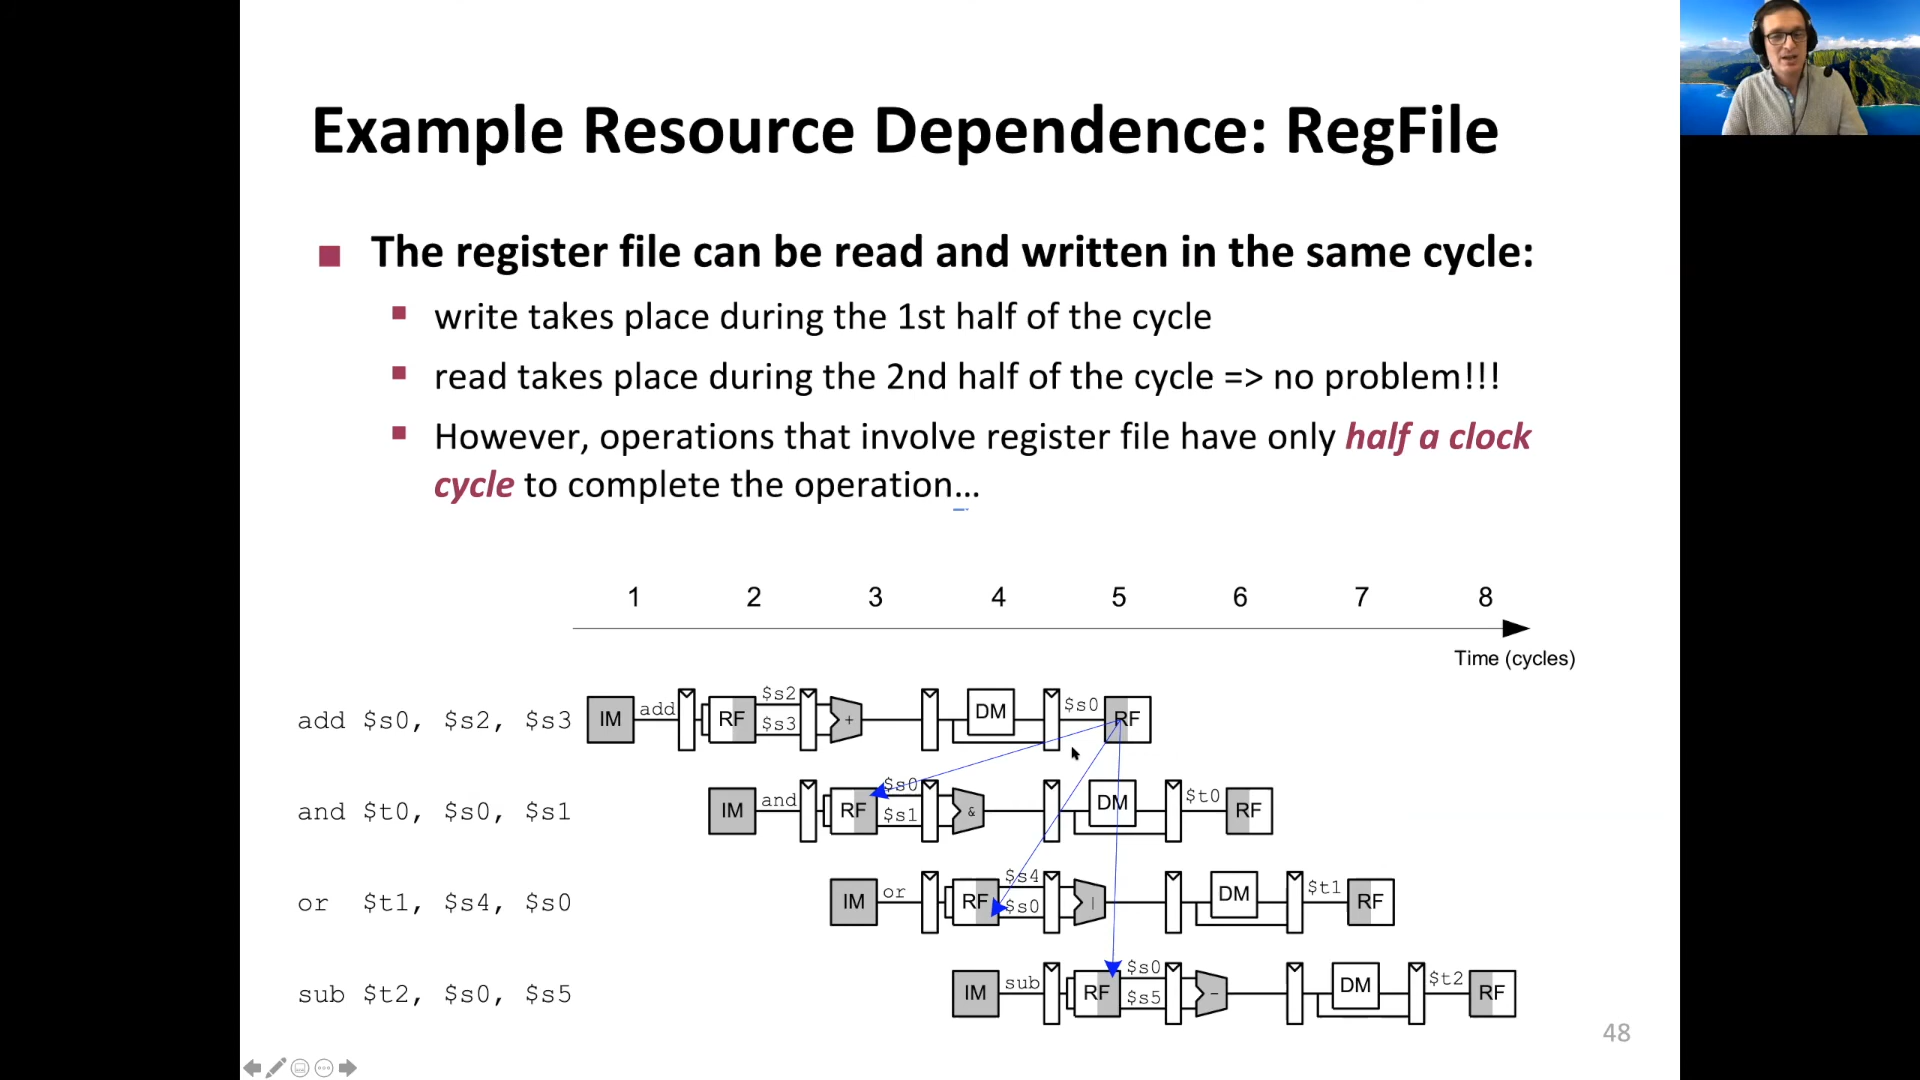 Example Resource Dependence: RegFile
The register file can be read and written in the same cycle:
write takes place during the 1st half of the cycle
read takes place during the 2nd half of the cycle => no problem!!!
However, operations that involve register file have only half a clock
cycle to complete the operation…
1 2 3 4 5 6 7 8
Time (cycles)
add $s0, $s2, $s3 IM add RF $s2 $s3 + DM $s0 RF
and $t0, $s0, $s1 IM and RF $s0 $s1 & DM $t0 RF
or $t1, $s4, $s0 IM or RF $s4 $s0 | DM $t1 RF
sub $t2, $s0, $s5 IM sub RF $s0 $s5 - DM $t2 RF
48